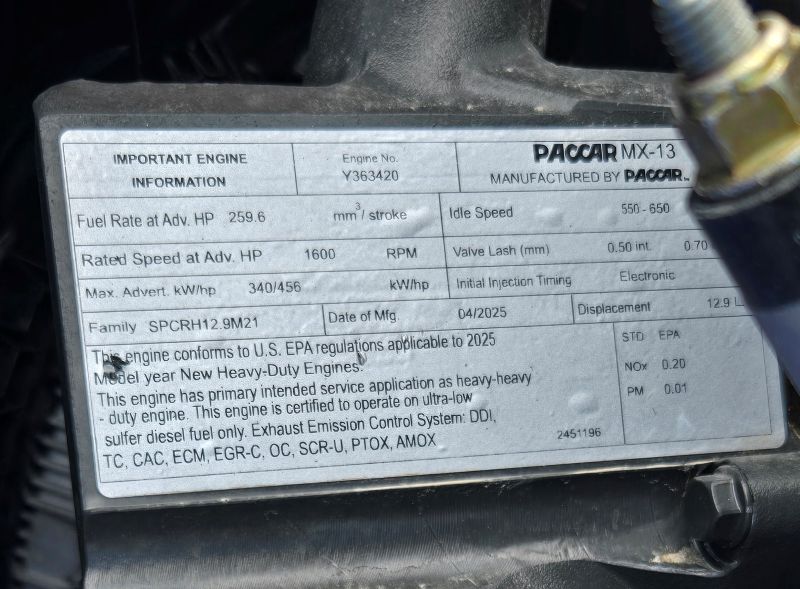 IMPORTANT ENGINE
INFORMATION
Engine No.
Y363420
PACCAR MX-13
MANUFACTURED BY PACCAR
Fuel Rate at Adv. HP 259.6 mm³/stroke
Idle Speed 550 - 650
Rated Speed at Adv. HP 1600 RPM
Valve Lash (mm) 0.50 int. 0.70
Max. Advert. kW/hp 340/456 kW/hp
Initial Injection Timing Electronic
Family SPCRH12.9M21
Date of Mfg. 04/2025
Displacement 12.9 L
This engine conforms to U.S. EPA regulations applicable to 2025
Model year New Heavy-Duty Engines.
This engine has primary intended service application as heavy-heavy
- duty engine. This engine is certified to operate on ultra-low
sulfer diesel fuel only. Exhaust Emission Control System: DDI,
TC, CAC, ECM, EGR-C, OC, SCR-U, PTOX, AMOX
2451196
STD EPA
NOx 0.20
PM 0.01